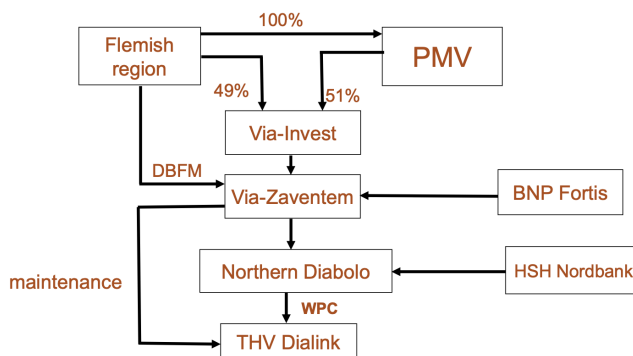 100%
Flemish
region
PMV
49%
51%
Via-Invest
DBFM
Via-Zaventem
BNP Fortis
maintenance
Northern Diabolo
HSH Nordbank
WPC
THV Dialink